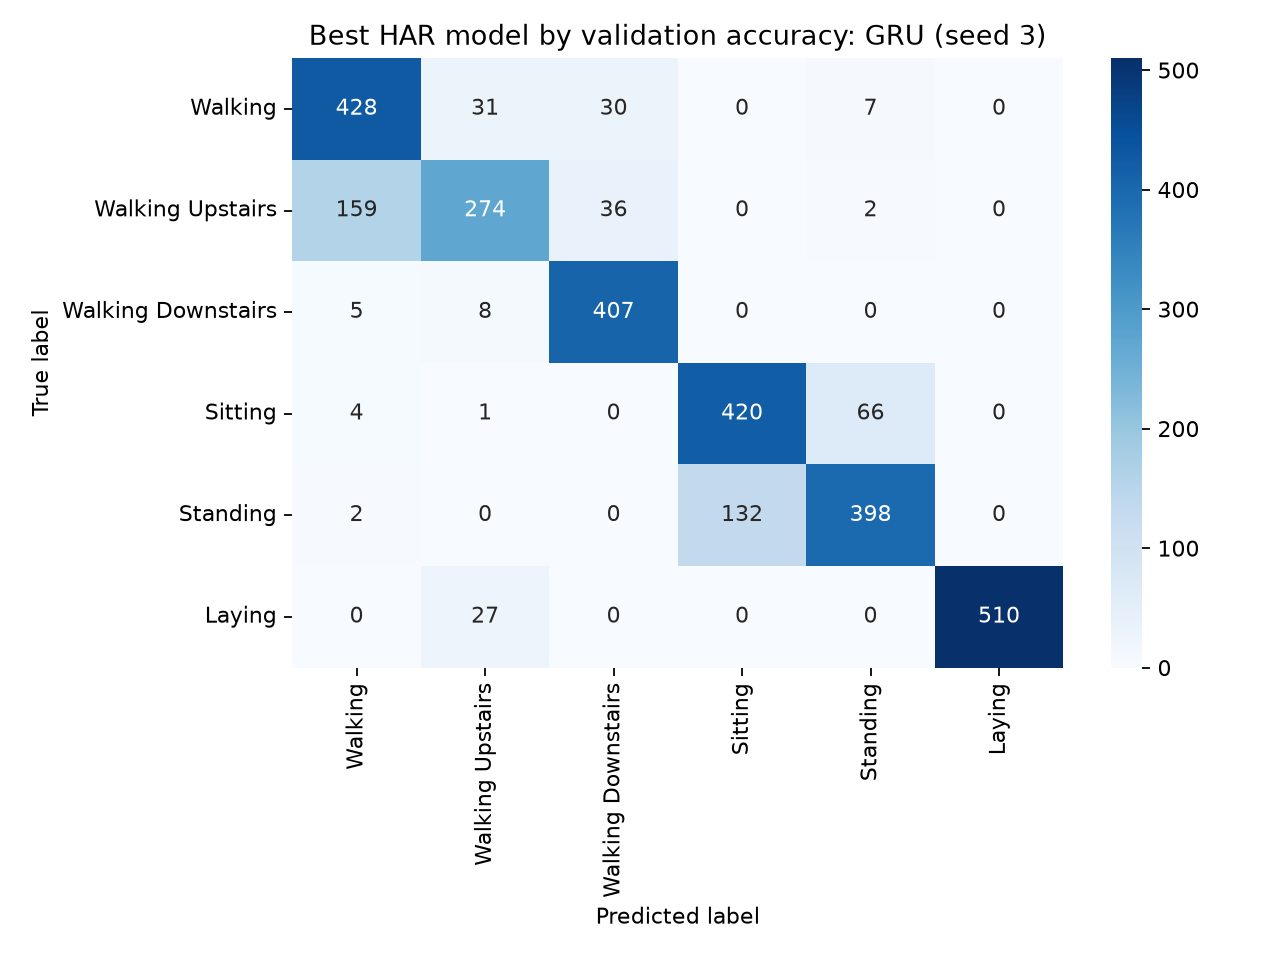 Best HAR model by validation accuracy: GRU (seed 3)
Walking 428 31 30 0 7 0
Walking Upstairs 159 274 36 0 2 0
Walking Downstairs 5 8 407 0 0 0
Sitting 4 1 0 420 66 0
Standing 2 0 0 132 398 0
Laying 0 27 0 0 0 510
True label
Walking
Walking Upstairs
Walking Downstairs
Sitting
Standing
Laying
Predicted label
500
400
300
200
100
0